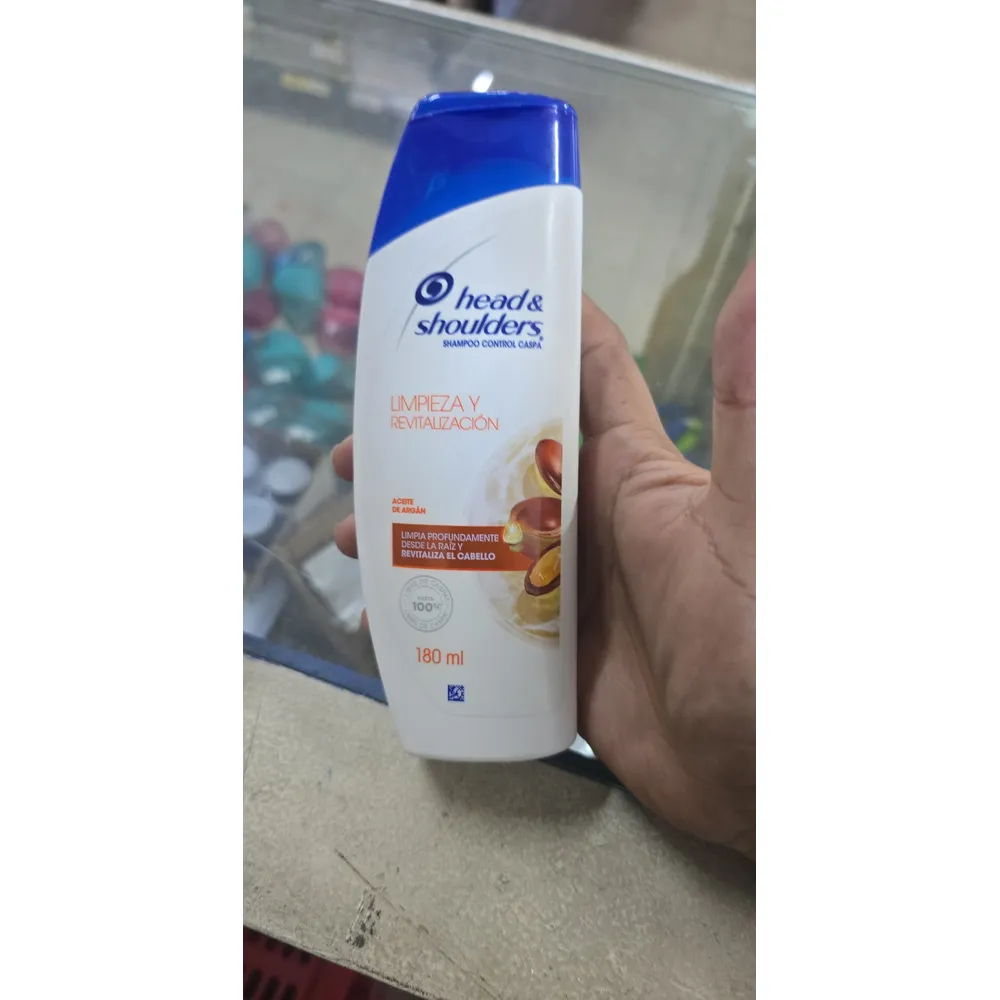 head &
shoulders
SHAMPOO CONTROL CASPA
LIMPIEZA Y
REVITALIZACIÓN
ACEITE
DE ARGÁN
LIMPIA PROFUNDAMENTE
DESDE LA RAÍZ Y
REVITALIZA EL CABELLO
HASTA
100%
180 ml